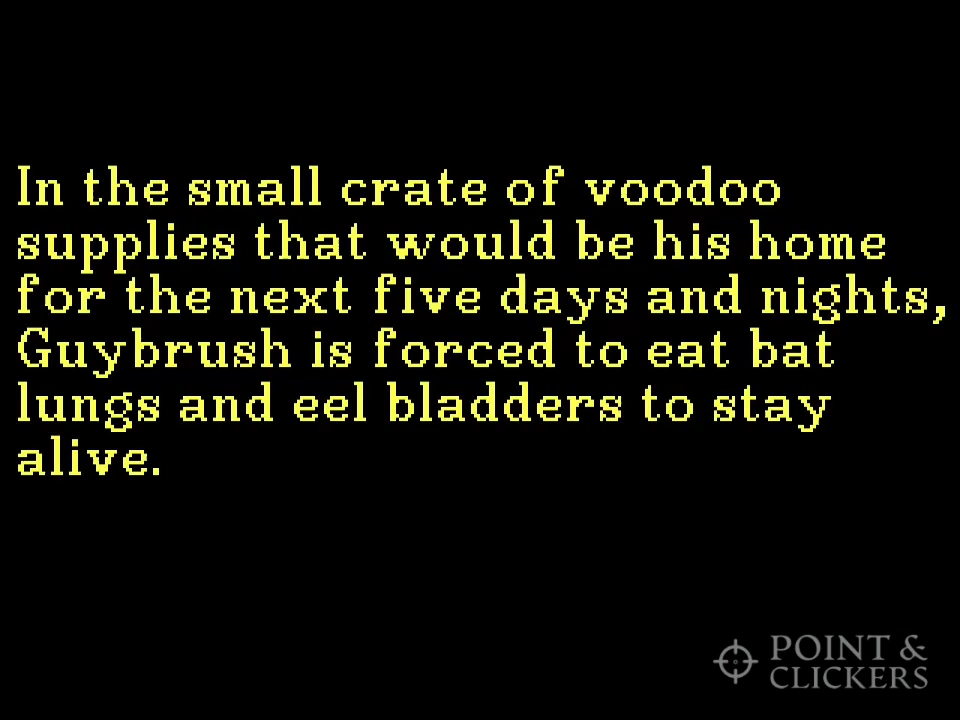 In the small crate of voodoo
supplies that would be his home
for the next five days and nights,
Guybrush is forced to eat bat
lungs and eel bladders to stay
alive.
POINT &
CLICKERS